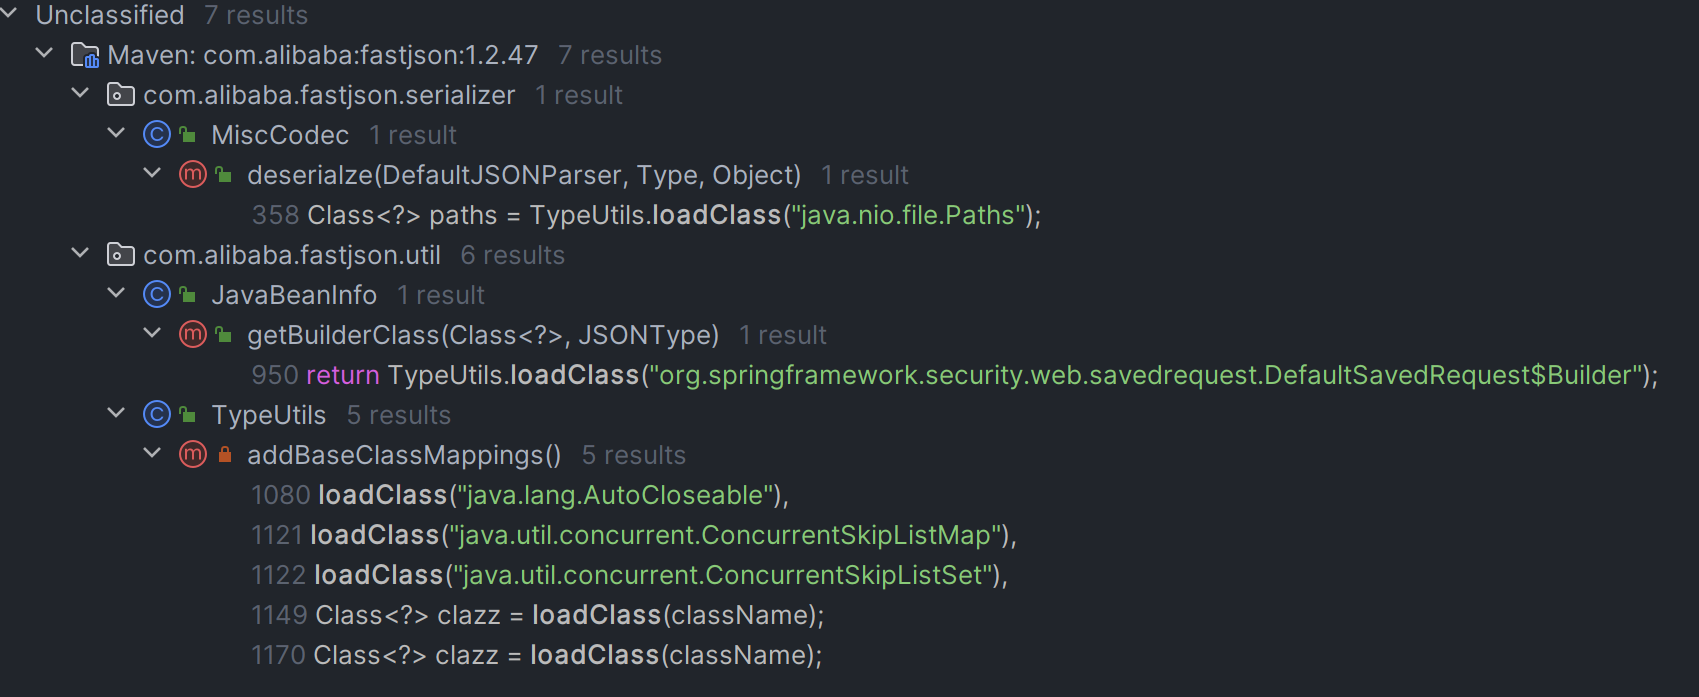 Unclassified 7 results
Maven: com.alibaba:fastjson:1.2.47 7 results
com.alibaba.fastjson.serializer 1 result
MiscCodec 1 result
deserialze(DefaultJSONParser, Type, Object) 1 result
358 Class<?> paths = TypeUtils.loadClass("java.nio.file.Paths");
com.alibaba.fastjson.util 6 results
JavaBeanInfo 1 result
getBuilderClass(Class<?>, JSONType) 1 result
950 return TypeUtils.loadClass("org.springframework.security.web.savedrequest.DefaultSavedRequest$Builder");
TypeUtils 5 results
addBaseClassMappings() 5 results
1080 loadClass("java.lang.AutoCloseable"),
1121 loadClass("java.util.concurrent.ConcurrentSkipListMap"),
1122 loadClass("java.util.concurrent.ConcurrentSkipListSet"),
1149 Class<?> clazz = loadClass(className);
1170 Class<?> clazz = loadClass(className);